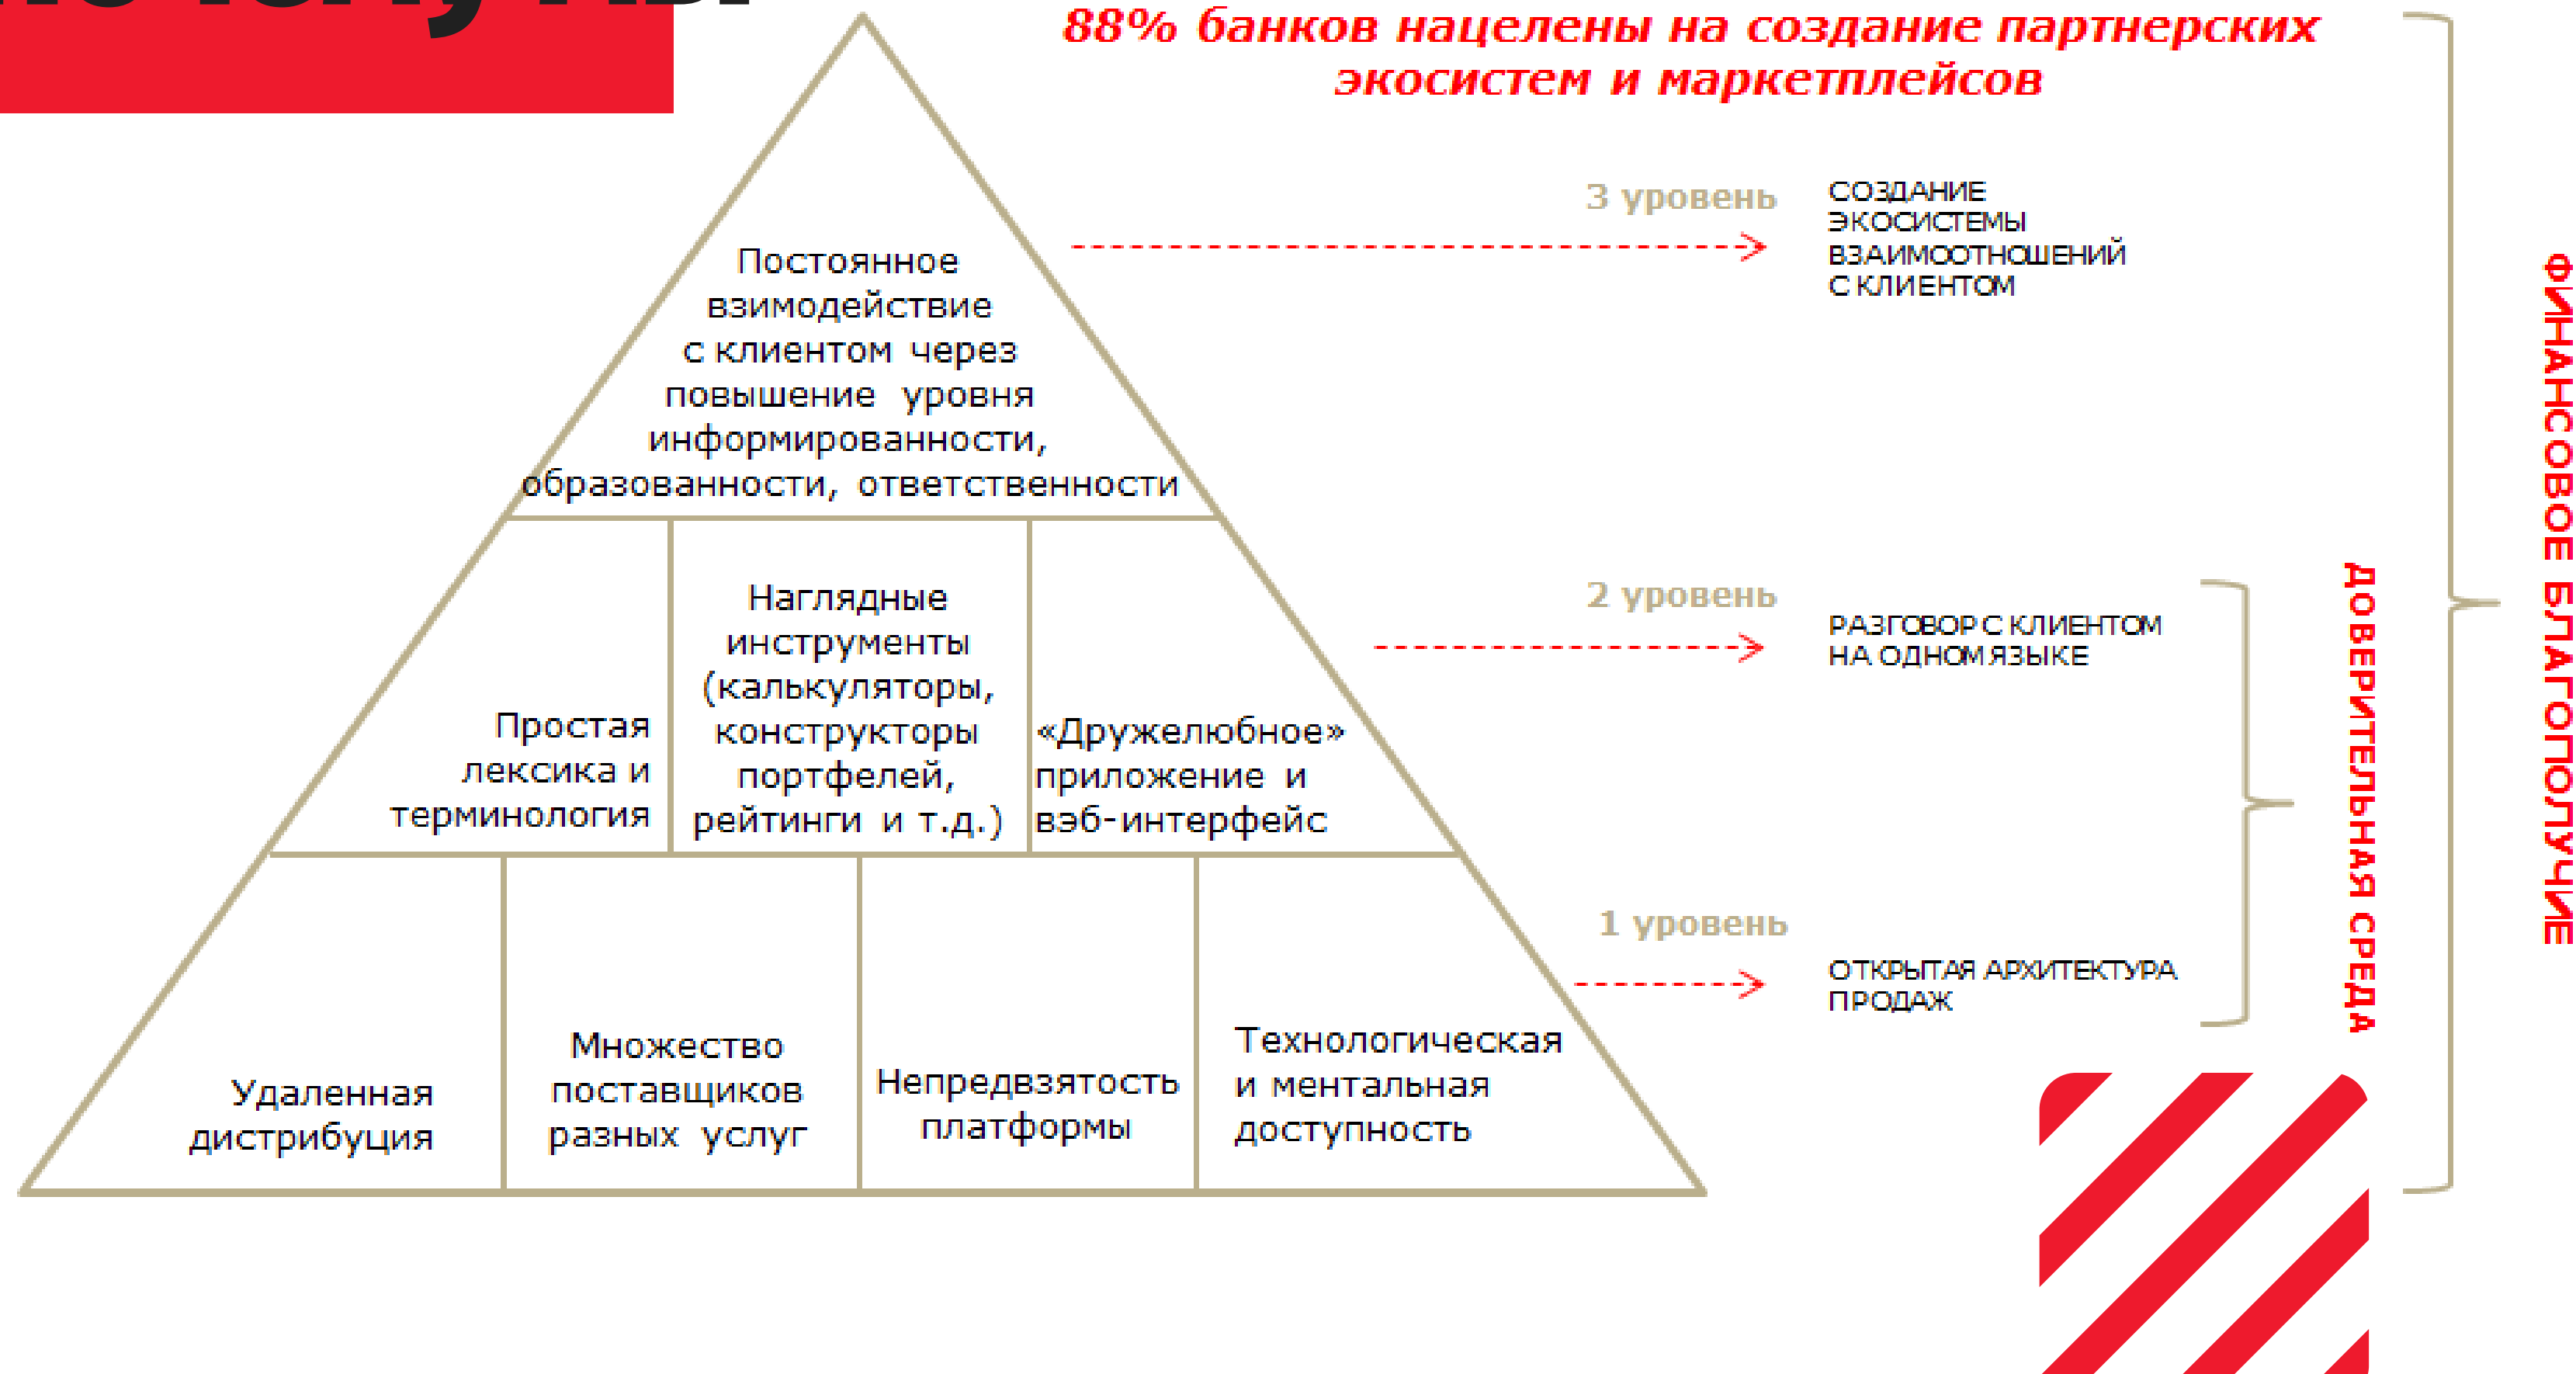 88% банков нацелены на создание партнерских
экосистем и маркетплейсов
Постоянное
взимодействие
с клиентом через
повышение уровня
информированности,
образованности, ответственности
3 уровень
СОЗДАНИЕ
ЭКОСИСТЕМЫ
ВЗАИМООТНОШЕНИЙ
С КЛИЕНТОМ
Простая
лексика и
терминология
Наглядные
инструменты
(калькуляторы,
конструкторы
портфелей,
рейтинги и т.д.)
«Дружелюбное»
приложение и
вэб-интерфейс
2 уровень
РАЗГОВОР С КЛИЕНТОМ
НА ОДНОМ ЯЗЫКЕ
Удаленная
дистрибуция
Множество
поставщиков
разных услуг
Непредвзятость
платформы
Технологическая
и ментальная
доступность
1 уровень
ОТКРЫТАЯ АРХИТЕКТУРА
ПРОДАЖ
ДОВЕРИТЕЛЬНАЯ СРЕДА
ФИНАНСОВОЕ БЛАГОПОЛУЧИЕ